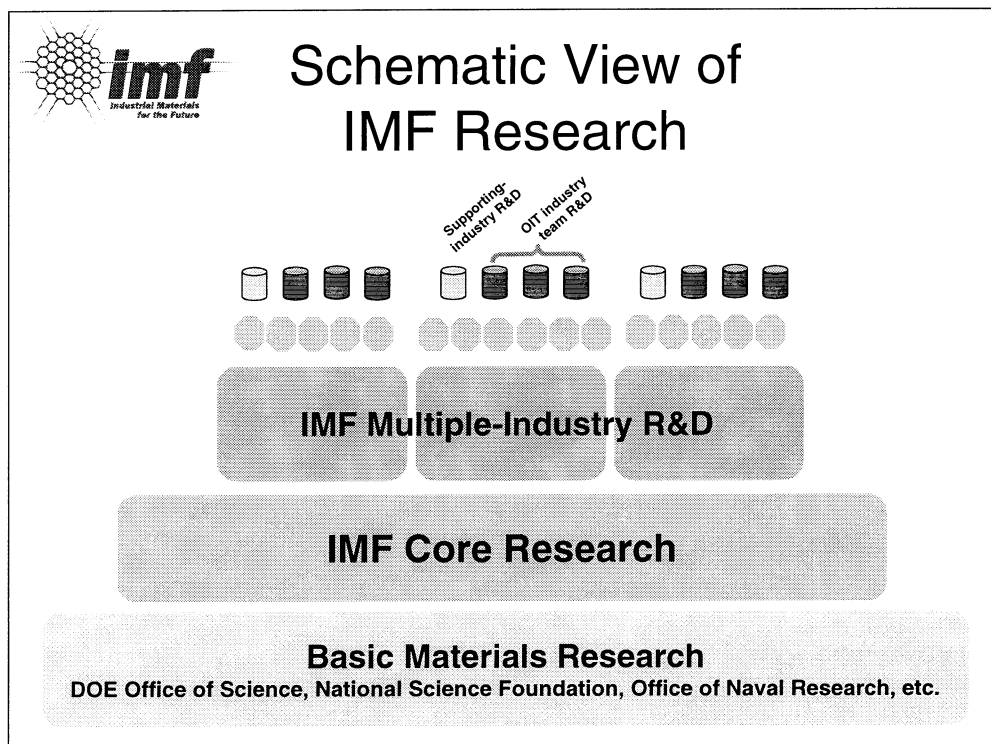 imf
Industrial Materials
for the Future
Schematic View of
IMF Research
Supporting-
industry R&D
OIT industry
team R&D
IMF Multiple-Industry R&D
IMF Core Research
Basic Materials Research
DOE Office of Science, National Science Foundation, Office of Naval Research, etc.